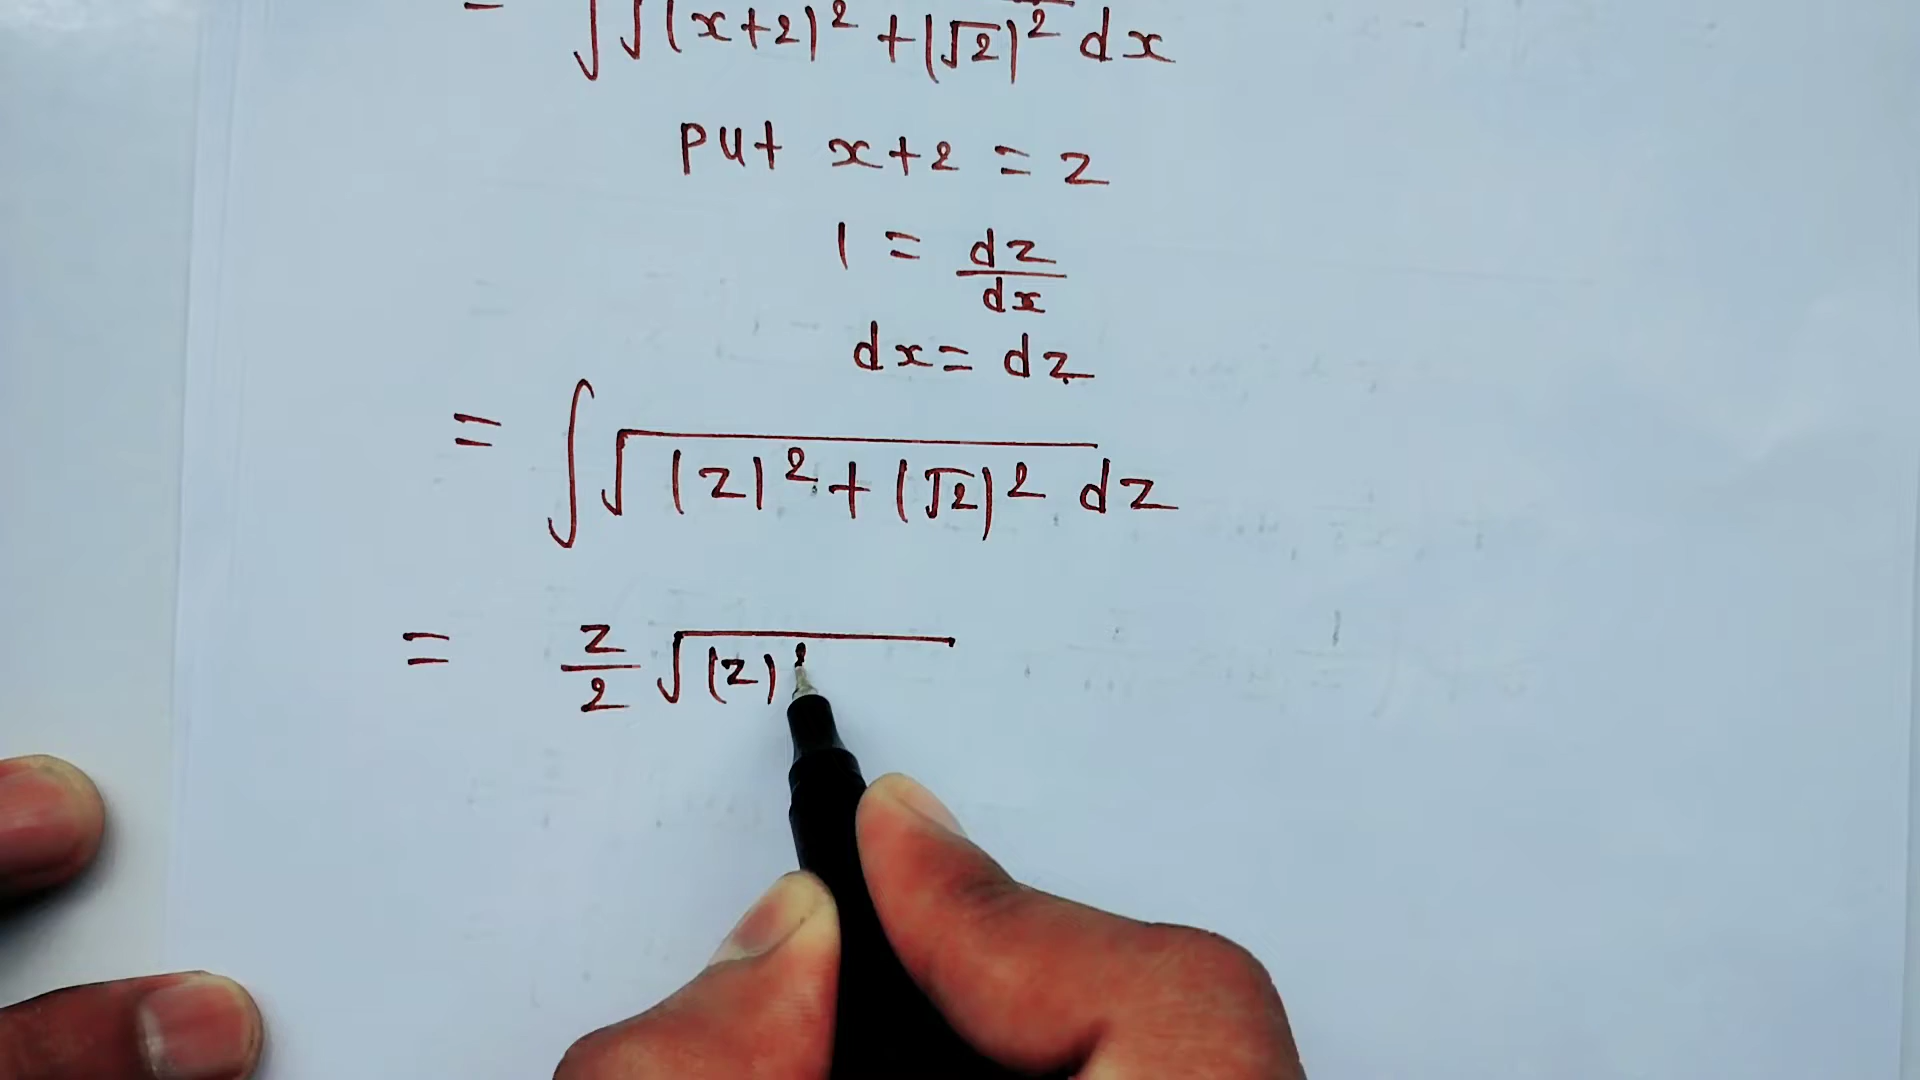 = ∫√(x+2)² + (√2)² dx
put x+2 = z
1 = dz/dx
dx = dz
= ∫√(z)² + (√2)² dz
= z/2 √(z)²